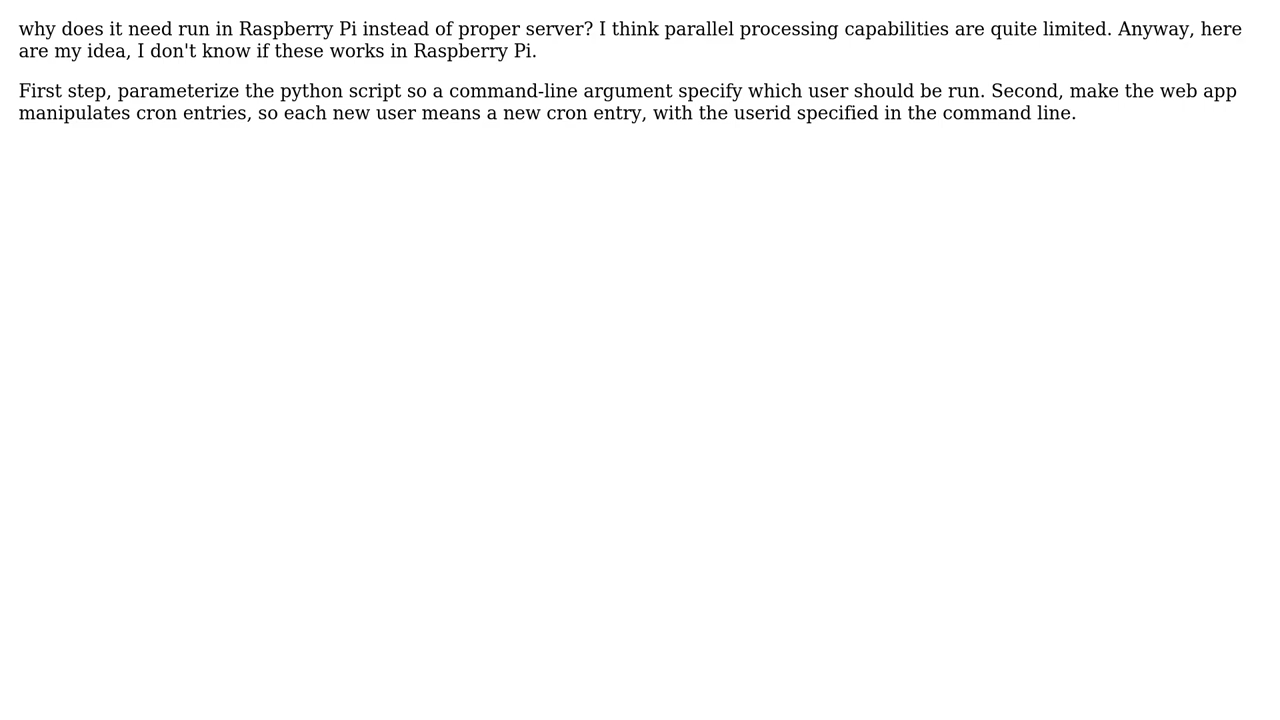 why does it need run in Raspberry Pi instead of proper server? I think parallel processing capabilities are quite limited. Anyway, here
are my idea, I don't know if these works in Raspberry Pi.
First step, parameterize the python script so a command-line argument specify which user should be run. Second, make the web app
manipulates cron entries, so each new user means a new cron entry, with the userid specified in the command line.